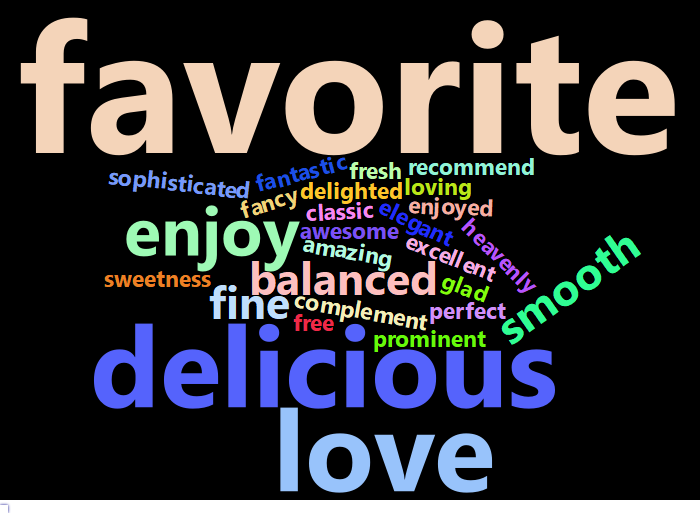 favorite
sophisticated
fantastic
fresh
recommend
fancy
delighted
loving
classic
elegant
enjoyed
enjoy
awesome
amazing
excellent
heavenly
sweetness
balanced
glad
smooth
fine
complement
perfect
free
prominent
delicious
love